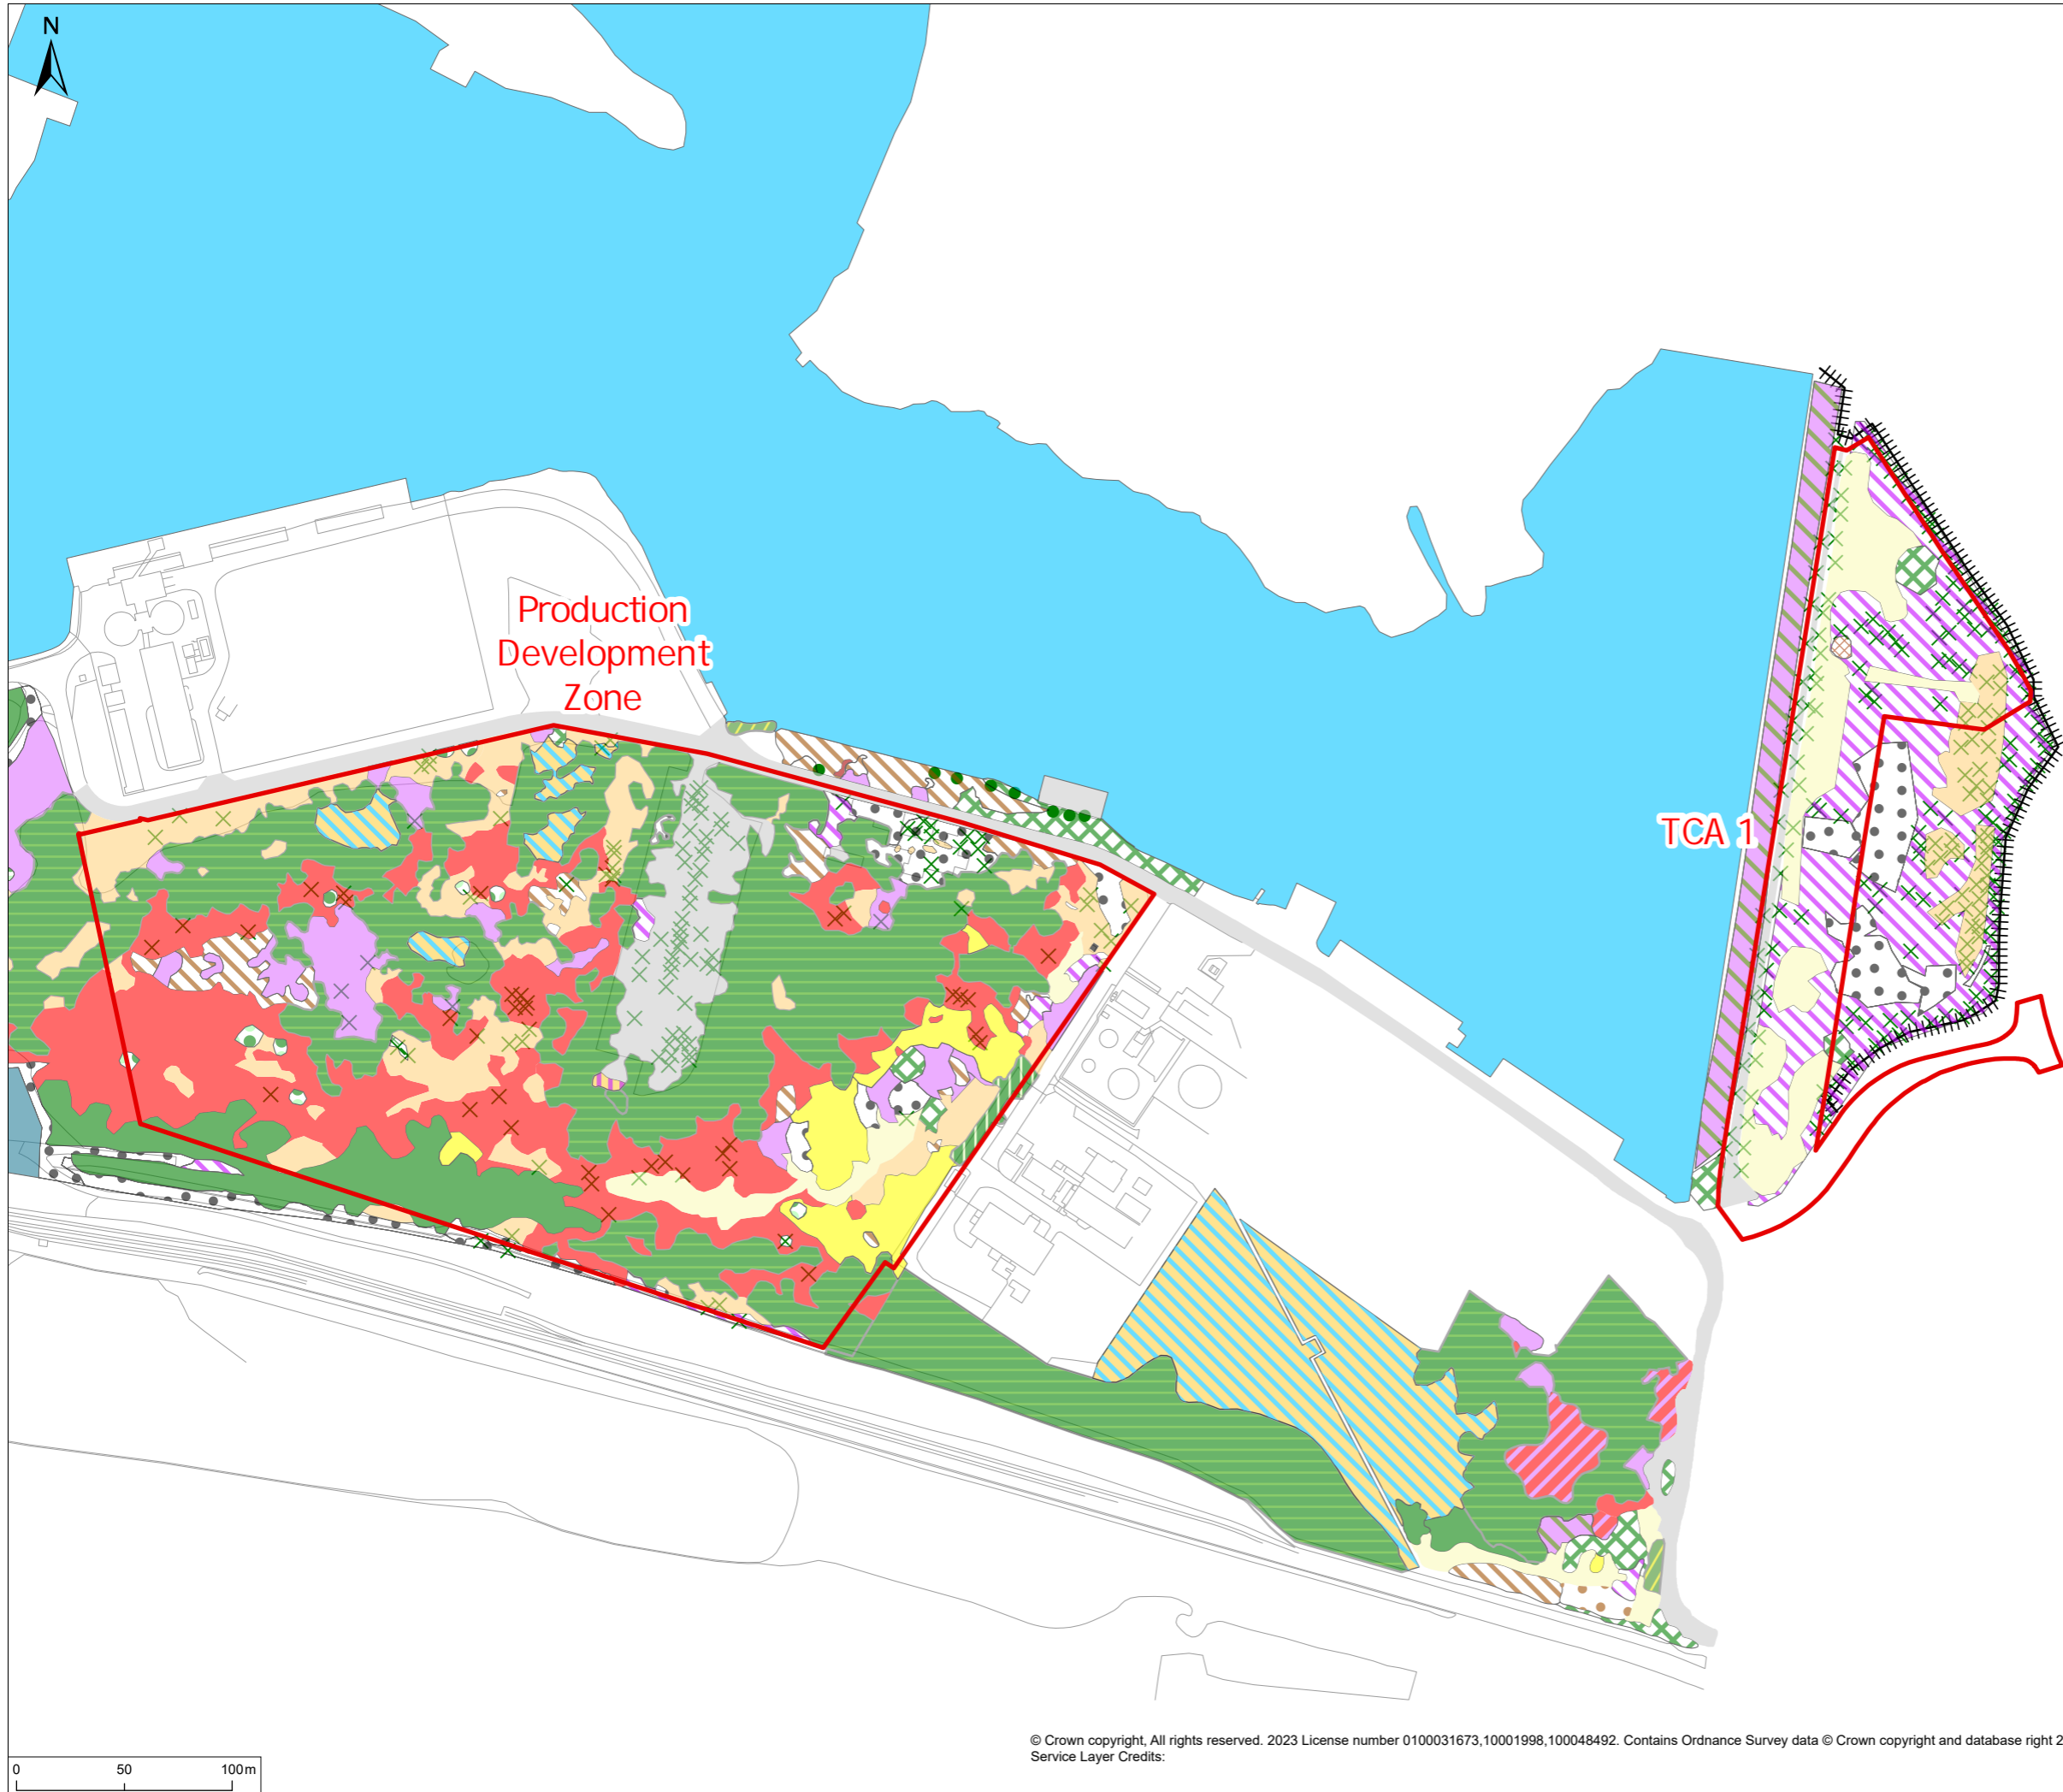 N
Production
Development
Zone
TCA 1
© Crown copyright, All rights reserved. 2023 License number 0100031673,10001998,100048492. Contains Ordnance Survey data © Crown copyright and database right 2
Service Layer Credits:
0 50 100m